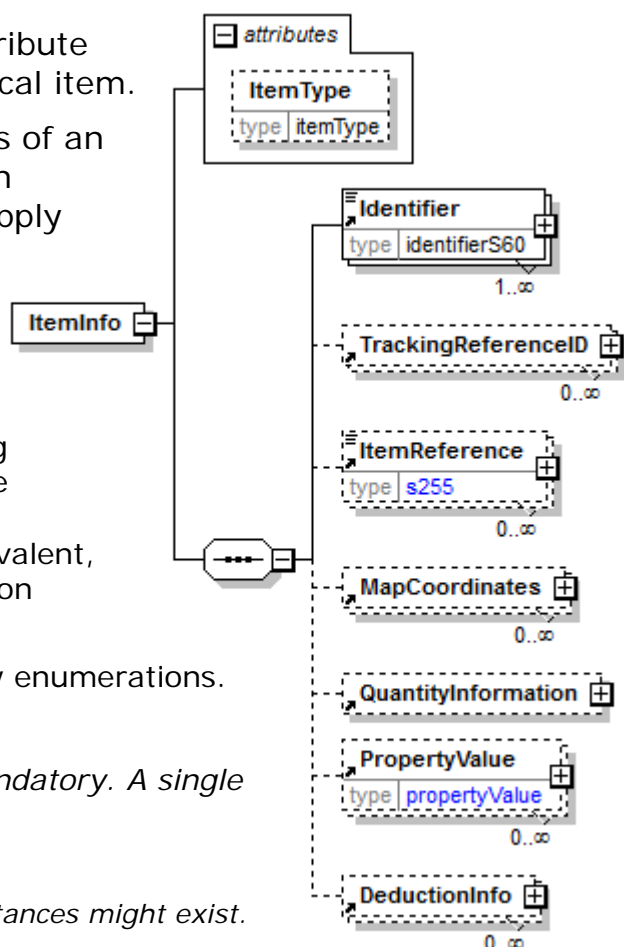 ribute
cal item.
s of an
n
pply
g
e
valent,
on
enumerations.
ndatory. A single
tances might exist.
attributes
ItemType
type itemType
ItemInfo
Identifier
type identifierS60
1..∞
TrackingReferenceID
0..∞
ItemReference
type s255
0..∞
MapCoordinates
0..∞
QuantityInformation
PropertyValue
type propertyValue
0..∞
DeductionInfo
0..∞